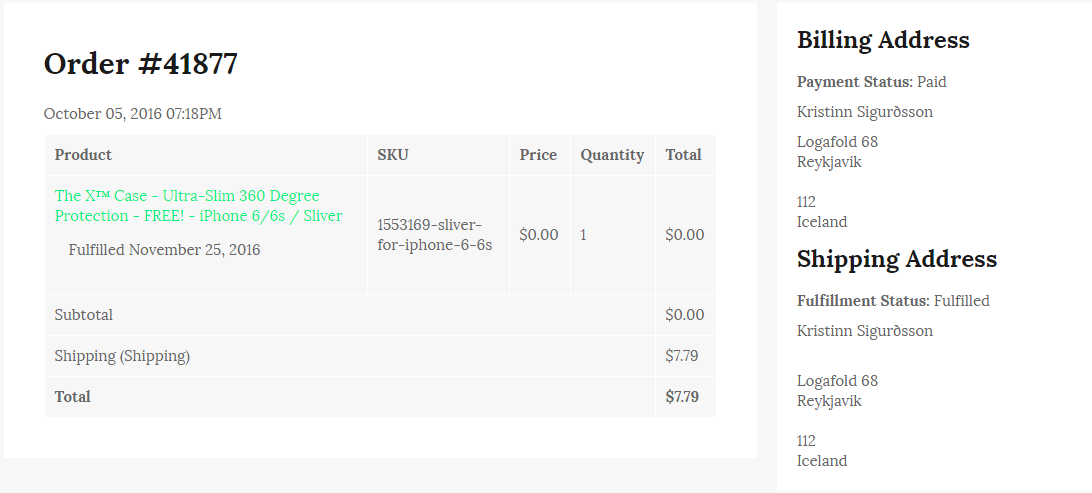 Order #41877
October 05, 2016 07:18PM
Product SKU Price Quantity Total
The X™ Case - Ultra-Slim 360 Degree
Protection - FREE! - iPhone 6/6s / Sliver
Fulfilled November 25, 2016
1553169-sliver-
for-iphone-6-6s
$0.00 1 $0.00
Subtotal $0.00
Shipping (Shipping) $7.79
Total $7.79
Billing Address
Payment Status: Paid
Kristinn Sigurðsson
Logafold 68
Reykjavik
112
Iceland
Shipping Address
Fulfillment Status: Fulfilled
Kristinn Sigurðsson
Logafold 68
Reykjavik
112
Iceland